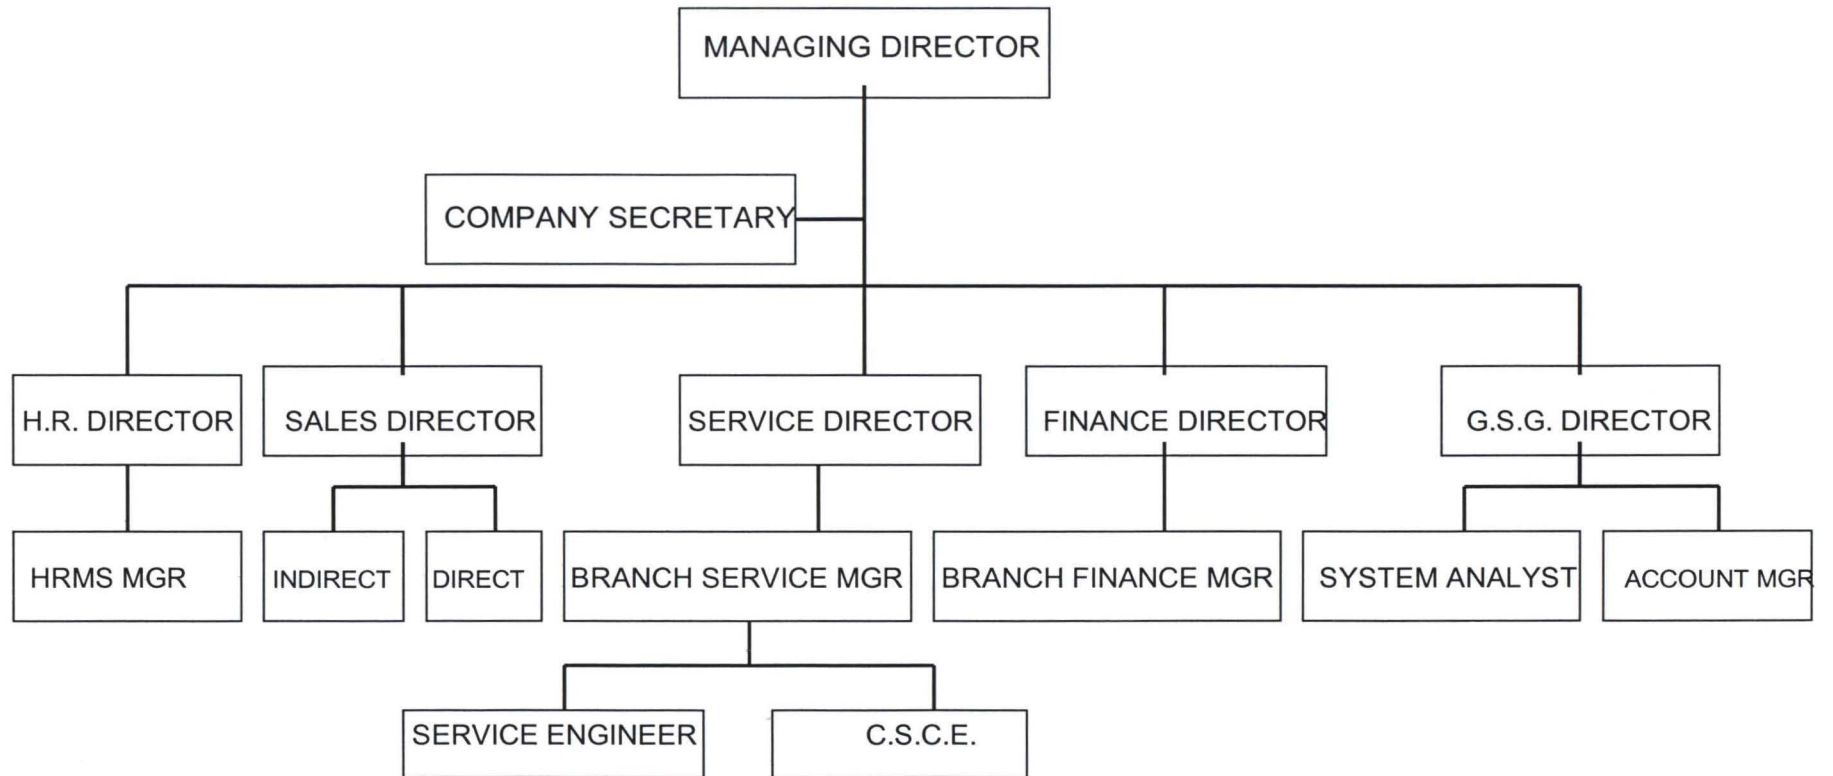 MANAGING DIRECTOR
COMPANY SECRETARY
H.R. DIRECTOR
SALES DIRECTOR
SERVICE DIRECTOR
FINANCE DIRECTOR
G.S.G. DIRECTOR
HRMS MGR
INDIRECT
DIRECT
BRANCH SERVICE MGR
BRANCH FINANCE MGR
SYSTEM ANALYST
ACCOUNT MGR
SERVICE ENGINEER
C.S.C.E.